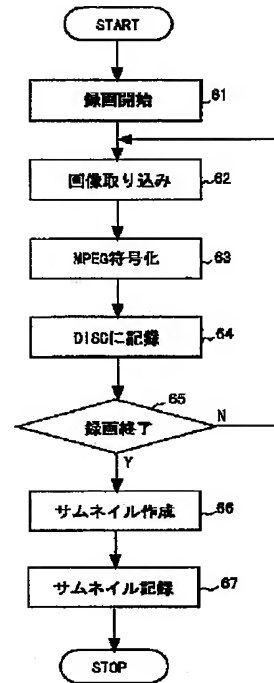 START
録画開始
61
画像取り込み
62
MPEG符号化
63
DISCに記録
64
65
録画終了
N
Y
サムネイル作成
66
サムネイル記録
67
STOP